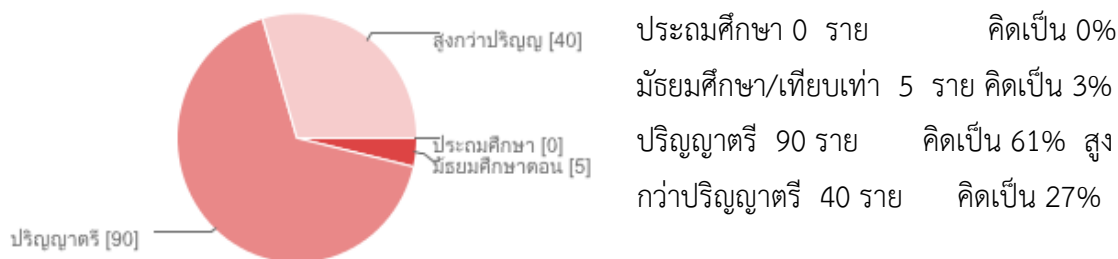 สูงกว่าปริญญ [40]
ประถมศึกษา [0]
มัธยมศึกษาตอน [5]
ปริญญาตรี [90]
ประถมศึกษา 0 ราย คิดเป็น 0%
มัธยมศึกษา/เทียบเท่า 5 ราย คิดเป็น 3%
ปริญญาตรี 90 ราย คิดเป็น 61% สูง
กว่าปริญญาตรี 40 ราย คิดเป็น 27%